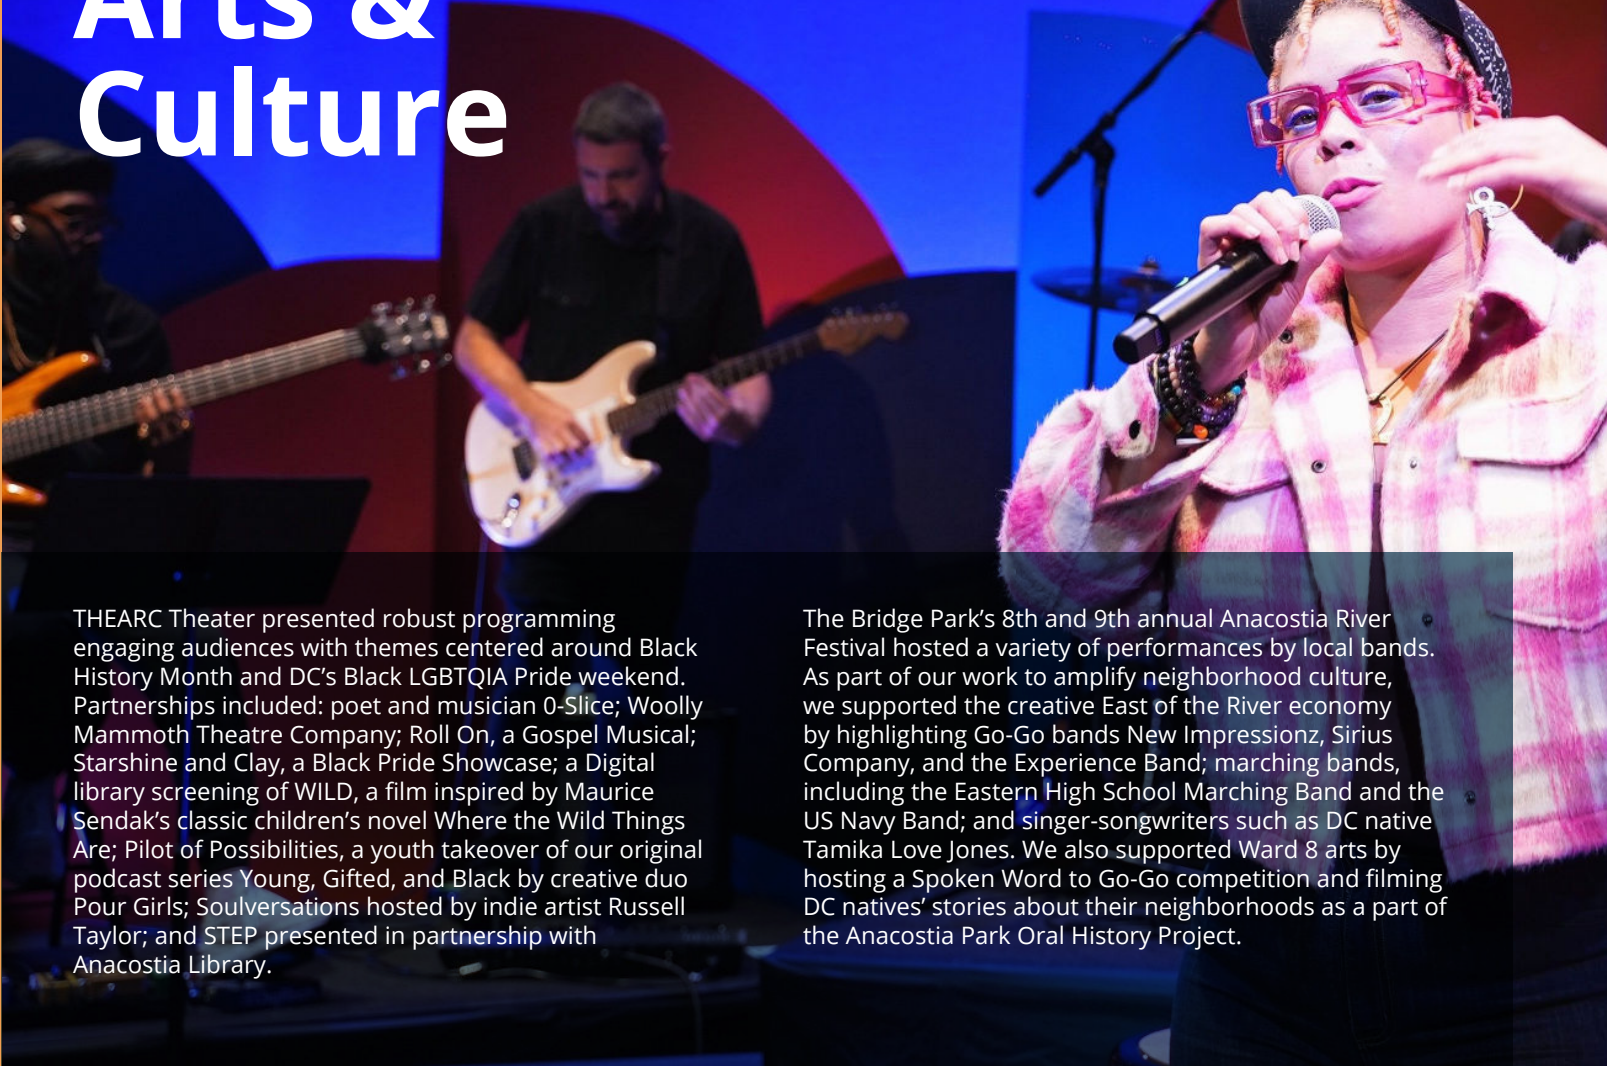 Arts &
Culture
THEARC Theater presented robust programming
engaging audiences with themes centered around Black
History Month and DC’s Black LGBTQIA Pride weekend.
Partnerships included: poet and musician 0-Slice; Woolly
Mammoth Theatre Company; Roll On, a Gospel Musical;
Starshine and Clay, a Black Pride Showcase; a Digital
library screening of WILD, a film inspired by Maurice
Sendak’s classic children’s novel Where the Wild Things
Are; Pilot of Possibilities, a youth takeover of our original
podcast series Young, Gifted, and Black by creative duo
Pour Girls; Soulversations hosted by indie artist Russell
Taylor; and STEP presented in partnership with
Anacostia Library.
The Bridge Park’s 8th and 9th annual Anacostia River
Festival hosted a variety of performances by local bands.
As part of our work to amplify neighborhood culture,
we supported the creative East of the River economy
by highlighting Go-Go bands New Impressionz, Sirius
Company, and the Experience Band; marching bands,
including the Eastern High School Marching Band and the
US Navy Band; and singer-songwriters such as DC native
Tamika Love Jones. We also supported Ward 8 arts by
hosting a Spoken Word to Go-Go competition and filming
DC natives’ stories about their neighborhoods as a part of
the Anacostia Park Oral History Project.